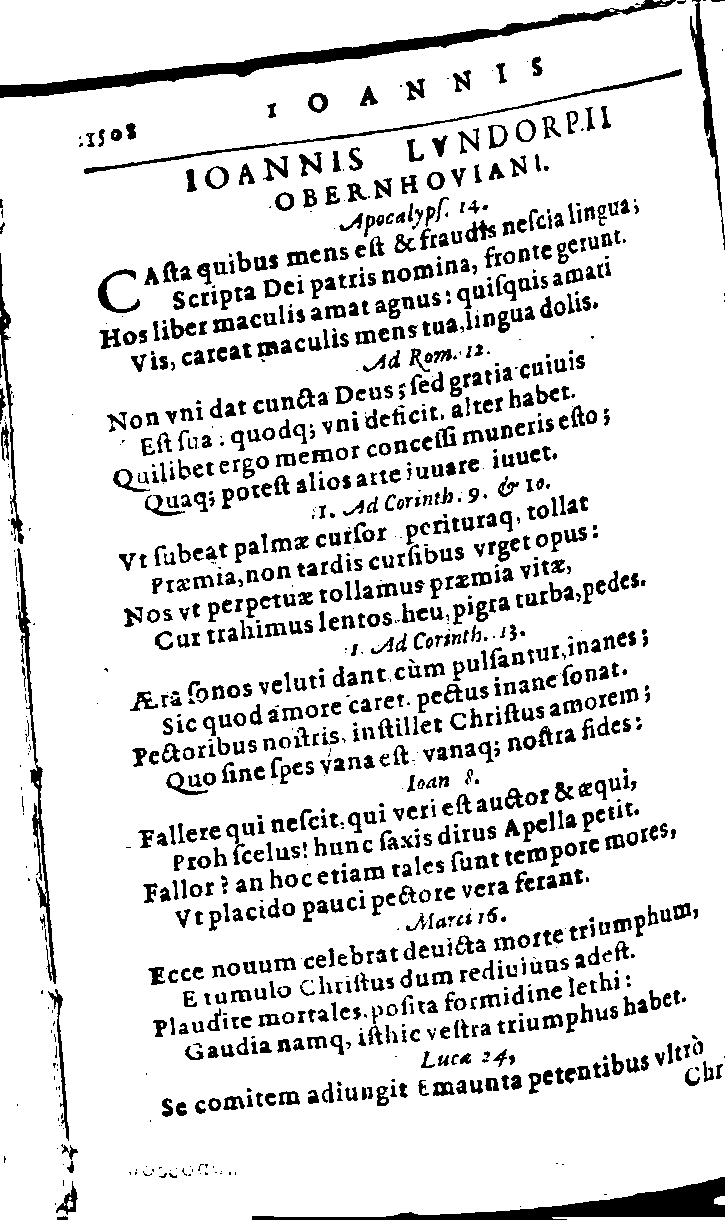 1508
IOANNIS
IOANNIS LVNDORPII
OBERNHOVIANI.
Apocalypſ. 14.
CAſta quibus mens eſt & fraudis neſcia lingua;
Scripta Dei patris nomina, fronte gerunt.
Hos liber maculis amat agnus: quiſquis amari
Vis, careat maculis mens tua, lingua dolis.
Ad Rom. 12.
Non vni dat cuncta Deus; ſed gratia cuiuis
Eſt ſua: quodq; vni deficit, alter habet.
Quilibet ergo memor conceſſi muneris eſto;
Quaq; poteſt alios arte iuuare iuuet.
1. Ad Corinth. 9. & 10.
Vt ſubeat palmæ curſor perituraq, tollat
Præmia, non tardis curſibus vrget opus:
Nos vt perpetuæ tollamus præmia vitæ,
Cur trahimus lentos heu, pigra turba, pedes.
1. Ad Corinth. 13.
Æra ſonos veluti dant cùm pulſantur, inanes;
Sic quod amore caret, pectus inane ſonat.
Pectoribus noſtris, inſtillet Chriſtus amorem;
Quo ſine ſpes vana eſt, vanaq; noſtra fides:
Ioan 8.
Fallere qui neſcit, qui veri eſt auctor & æqui,
Proh ſcelus! hunc ſaxis dirus Apella petit.
Fallor? an hoc etiam tales ſunt tempore mores,
Vt placido pauci pectore vera ferant.
Marci 16.
Ecce nouum celebrat deuicta morte triumphum,
E tumulo Chriſtus dum rediuiuus adeſt.
Plaudite mortales, poſita formidine lethi:
Gaudia namq, iſthic veſtra triumphus habet.
Luca 24,
Se comitem adiungit Emaunta petentibus vltrò
Chr